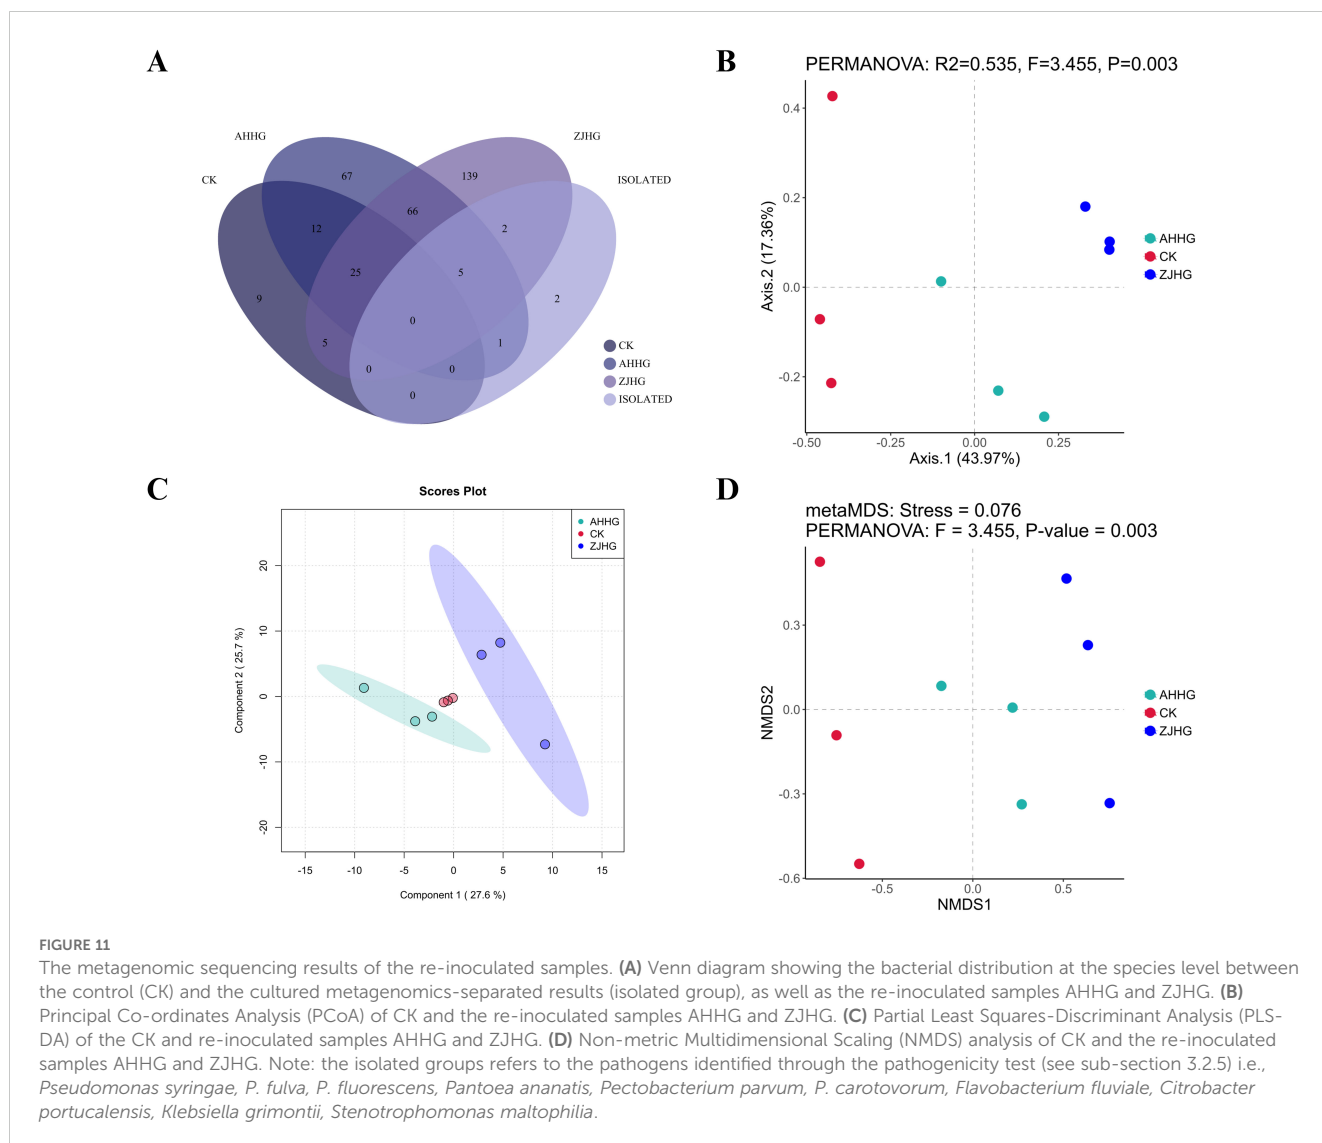 A
AHHG
ZJHG
CK
ISOLATED
67
139
66
12
2
25
5
9
2
0
5
1
0
0
0
CK
AHHG
ZJHG
ISOLATED
B
PERMANOVA: R2=0.535, F=3.455, P=0.003
0.4
0.2
0.0
-0.2
Axis.2 (17.36%)
-0.50
-0.25
0.00
0.25
Axis.1 (43.97%)
AHHG
CK
ZJHG
C
Scores Plot
AHHG
CK
ZJHG
20
10
0
-10
-20
Component 2 ( 25.7 %)
-15
-10
-5
0
5
10
15
Component 1 ( 27.6 %)
D
metaMDS: Stress = 0.076
PERMANOVA: F = 3.455, P-value = 0.003
0.3
0.0
-0.3
-0.6
NMDS2
-0.5
0.0
0.5
NMDS1
AHHG
CK
ZJHG
FIGURE 11
The metagenomic sequencing results of the re-inoculated samples. (A) Venn diagram showing the bacterial distribution at the species level between
the control (CK) and the cultured metagenomics-separated results (isolated group), as well as the re-inoculated samples AHHG and ZJHG. (B)
Principal Co-ordinates Analysis (PCoA) of CK and the re-inoculated samples AHHG and ZJHG. (C) Partial Least Squares-Discriminant Analysis (PLS-
DA) of the CK and re-inoculated samples AHHG and ZJHG. (D) Non-metric Multidimensional Scaling (NMDS) analysis of CK and the re-inoculated
samples AHHG and ZJHG. Note: the isolated groups refers to the pathogens identified through the pathogenicity test (see sub-section 3.2.5) i.e.,
Pseudomonas syringae, P. fulva, P. fluorescens, Pantoea ananatis, Pectobacterium parvum, P. carotovorum, Flavobacterium fluviale, Citrobacter
portucalensis, Klebsiella grimontii, Stenotrophomonas maltophilia.